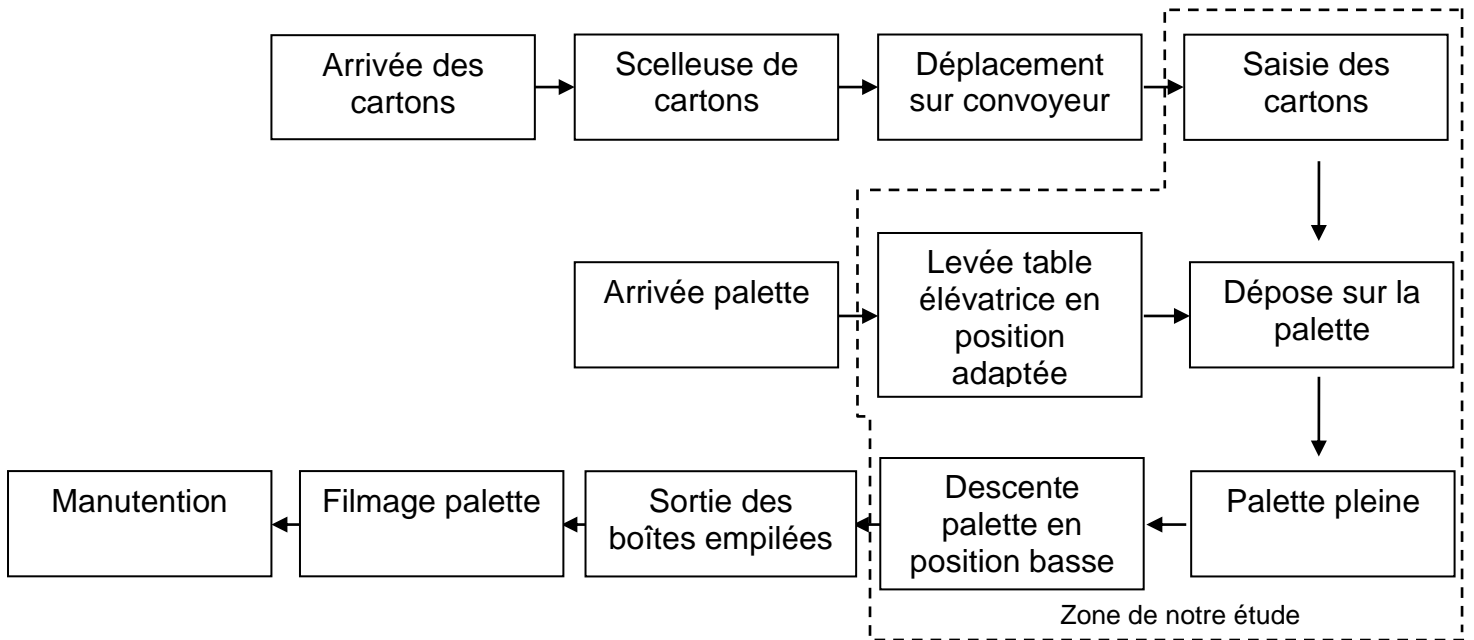 Arrivée des
cartons
Scelleuse de
cartons
Déplacement
sur convoyeur
Saisie des
cartons
Arrivée palette
Levée table
élévatrice en
position
adaptée
Dépose sur la
palette
Manutention
Filmage palette
Sortie des
boîtes empilées
Descente
palette en
position basse
Palette pleine
Zone de notre étude